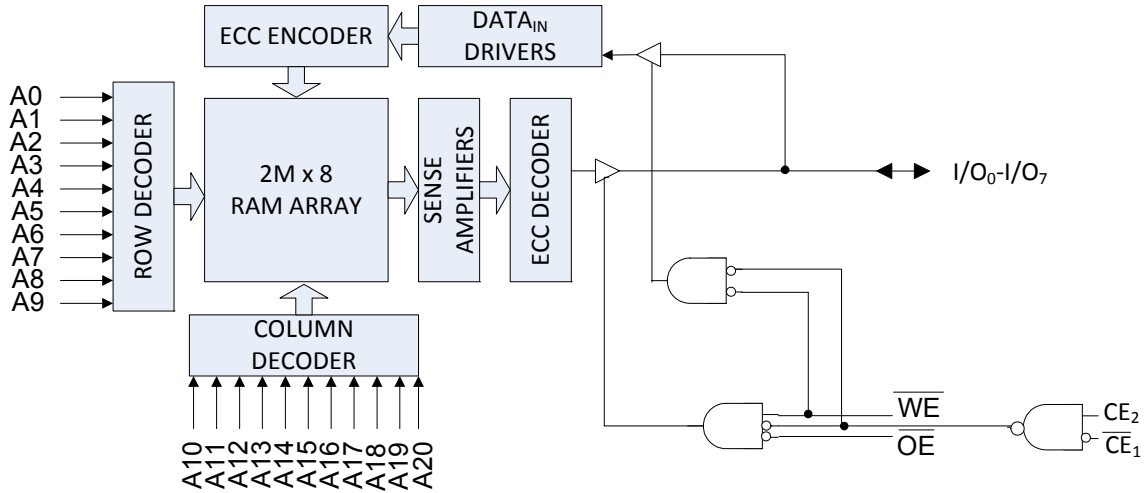 ECC ENCODER
DATAIN
DRIVERS
A0
A1
A2
A3
A4
A5
A6
A7
A8
A9
ROW DECODER
2M x 8
RAM ARRAY
SENSE
AMPLIFIERS
ECC DECODER
I/O0-I/O7
COLUMN
DECODER
A10
A11
A12
A13
A14
A15
A16
A17
A18
A19
A20
WE
OE
CE2
CE1